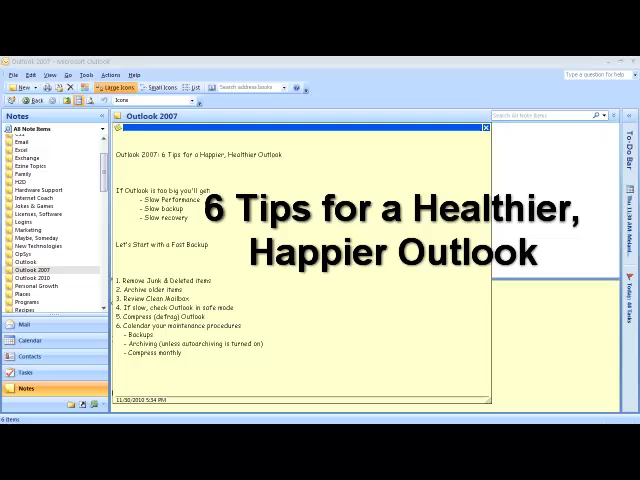 Outlook 2007 - Microsoft Outlook
File Edit View Go Tools Actions Help
Type a question for help
New Large Icons Small Icons List Search address books
Back Icons
Notes
All Note Items
Email
Excel
Exchange
Ezine Topics
Family
H2O
Hardware Support
Internet Coach
Jokes & Games
Licenses, Software
Logins
Marketing
Maybe, Someday
New Technologies
OpSys
Outlook
Outlook 2007
Outlook 2010
Personal Growth
Places
Programs
Recipes
Mail
Calendar
Contacts
Tasks
Notes
6 Items
Outlook 2007
Search All Note Items
Outlook 2007: 6 Tips for a Happier, Healthier Outlook
If Outlook is too big you'll get:
- Slow Performance
- Slow backup
- Slow recovery
Let's Start with a Fast Backup
1. Remove Junk & Deleted items
2. Archive older items
3. Review Clean Mailbox
4. If slow, check Outlook in safe mode
5. Compress (defrag) Outlook
6. Calendar your maintenance procedures
- Backups
- Archiving (unless autoarchiving is turned on)
- Compress monthly
11/30/2010 5:34 PM
6 Tips for a Healthier,
Happier Outlook
To-Do Bar
Today: 44 Tasks